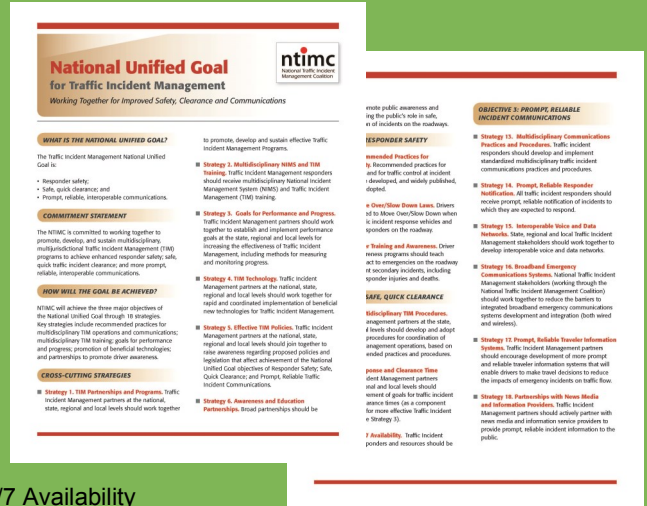 National Unified Goal
for Traffic Incident Management
Working Together for Improved Safety, Clearance and Communications
ntimc
National Traffic Incident
Management Coalition
WHAT IS THE NATIONAL UNIFIED GOAL?
The Traffic Incident Management National Unified
Goal is:
• Responder safety;
• Safe, quick clearance; and
• Prompt, reliable, interoperable communications.
COMMITMENT STATEMENT
The NTIMC is committed to working together to
promote, develop, and sustain multidisciplinary,
multijurisdictional Traffic Incident Management (TIM)
programs to achieve enhanced responder safety; safe,
quick traffic incident clearance; and more prompt,
reliable, interoperable communications.
HOW WILL THE GOAL BE ACHIEVED?
NTIMC will achieve the three major objectives of
the National Unified Goal through 18 strategies.
Key strategies include recommended practices for
multidisciplinary TIM operations and communications;
multidisciplinary TIM training; goals for performance
and progress; promotion of beneficial technologies;
and partnerships to promote driver awareness.
CROSS-CUTTING STRATEGIES
■ Strategy 1. TIM Partnerships and Programs. Traffic
Incident Management partners at the national,
state, regional and local levels should work together
to promote, develop and sustain effective Traffic
Incident Management Programs.
■ Strategy 2. Multidisciplinary NIMS and TIM
Training. Traffic Incident Management responders
should receive multidisciplinary National Incident
Management System (NIMS) and Traffic Incident
Management (TIM) training.
■ Strategy 3. Goals for Performance and Progress.
Traffic Incident Management partners should work
together to establish and implement performance
goals at the state, regional and local levels for
increasing the effectiveness of Traffic Incident
Management, including methods for measuring
and monitoring progress.
■ Strategy 4. TIM Technology. Traffic Incident
Management partners at the national, state,
regional and local levels should work together for
rapid and coordinated implementation of beneficial
new technologies for Traffic Incident Management.
■ Strategy 5. Effective TIM Policies. Traffic Incident
Management partners at the national, state,
regional and local levels should join together to
raise awareness regarding proposed policies and
legislation that affect achievement of the National
Unified Goal objectives of Responder Safety; Safe,
Quick Clearance; and Prompt, Reliable Traffic
Incident Communications.
■ Strategy 6. Awareness and Education
Partnerships. Broad partnerships should be
mote public awareness and
ing the public's role in safe,
on of incidents on the roadways.
ESPONDER SAFETY
mmended Practices for
ty. Recommended practices for
and for traffic control at incident
developed, and widely published,
dopted.
e Over/Slow Down Laws. Drivers
ed to Move Over/Slow Down when
ic incident response vehicles and
sponders on the roadway.
r Training and Awareness. Driver
reness programs should teach
act to emergencies on the roadway
nt secondary incidents, including
sponder injuries and deaths.
SAFE, QUICK CLEARANCE
tidisciplinary TIM Procedures.
anagement partners at the state,
l levels should develop and adopt
procedures for coordination of
anagement operations, based on
ended practices and procedures.
ponse and Clearance Time
ident Management partners
nal and local levels should
ement of goals for traffic incident
arance times (as a component
for more effective Traffic Incident
e Strategy 3).
7 Availability. Traffic Incident
ponders and resources should be
OBJECTIVE 3: PROMPT, RELIABLE
INCIDENT COMMUNICATIONS
■ Strategy 13. Multidisciplinary Communications
Practices and Procedures. Traffic incident
responders should develop and implement
standardized multidisciplinary traffic incident
communications practices and procedures.
■ Strategy 14. Prompt, Reliable Responder
Notification. All traffic incident responders should
receive prompt, reliable notification of incidents to
which they are expected to respond.
■ Strategy 15. Interoperable Voice and Data
Networks. State, regional and local Traffic Incident
Management stakeholders should work together to
develop interoperable voice and data networks.
■ Strategy 16. Broadband Emergency
Communications Systems. National Traffic Incident
Management stakeholders (working through the
National Traffic Incident Management Coalition)
should work together to reduce the barriers to
integrated broadband emergency communications
systems development and integration (both wired
and wireless).
■ Strategy 17. Prompt, Reliable Traveler Information
Systems. Traffic Incident Management partners
should encourage development of more prompt
and reliable traveler information systems that will
enable drivers to make travel decisions to reduce
the impacts of emergency incidents on traffic flow.
■ Strategy 18. Partnerships with News Media
and Information Providers. Traffic Incident
Management partners should actively partner with
news media and information service providers to
provide prompt, reliable incident information to the
public.
/7 Availability